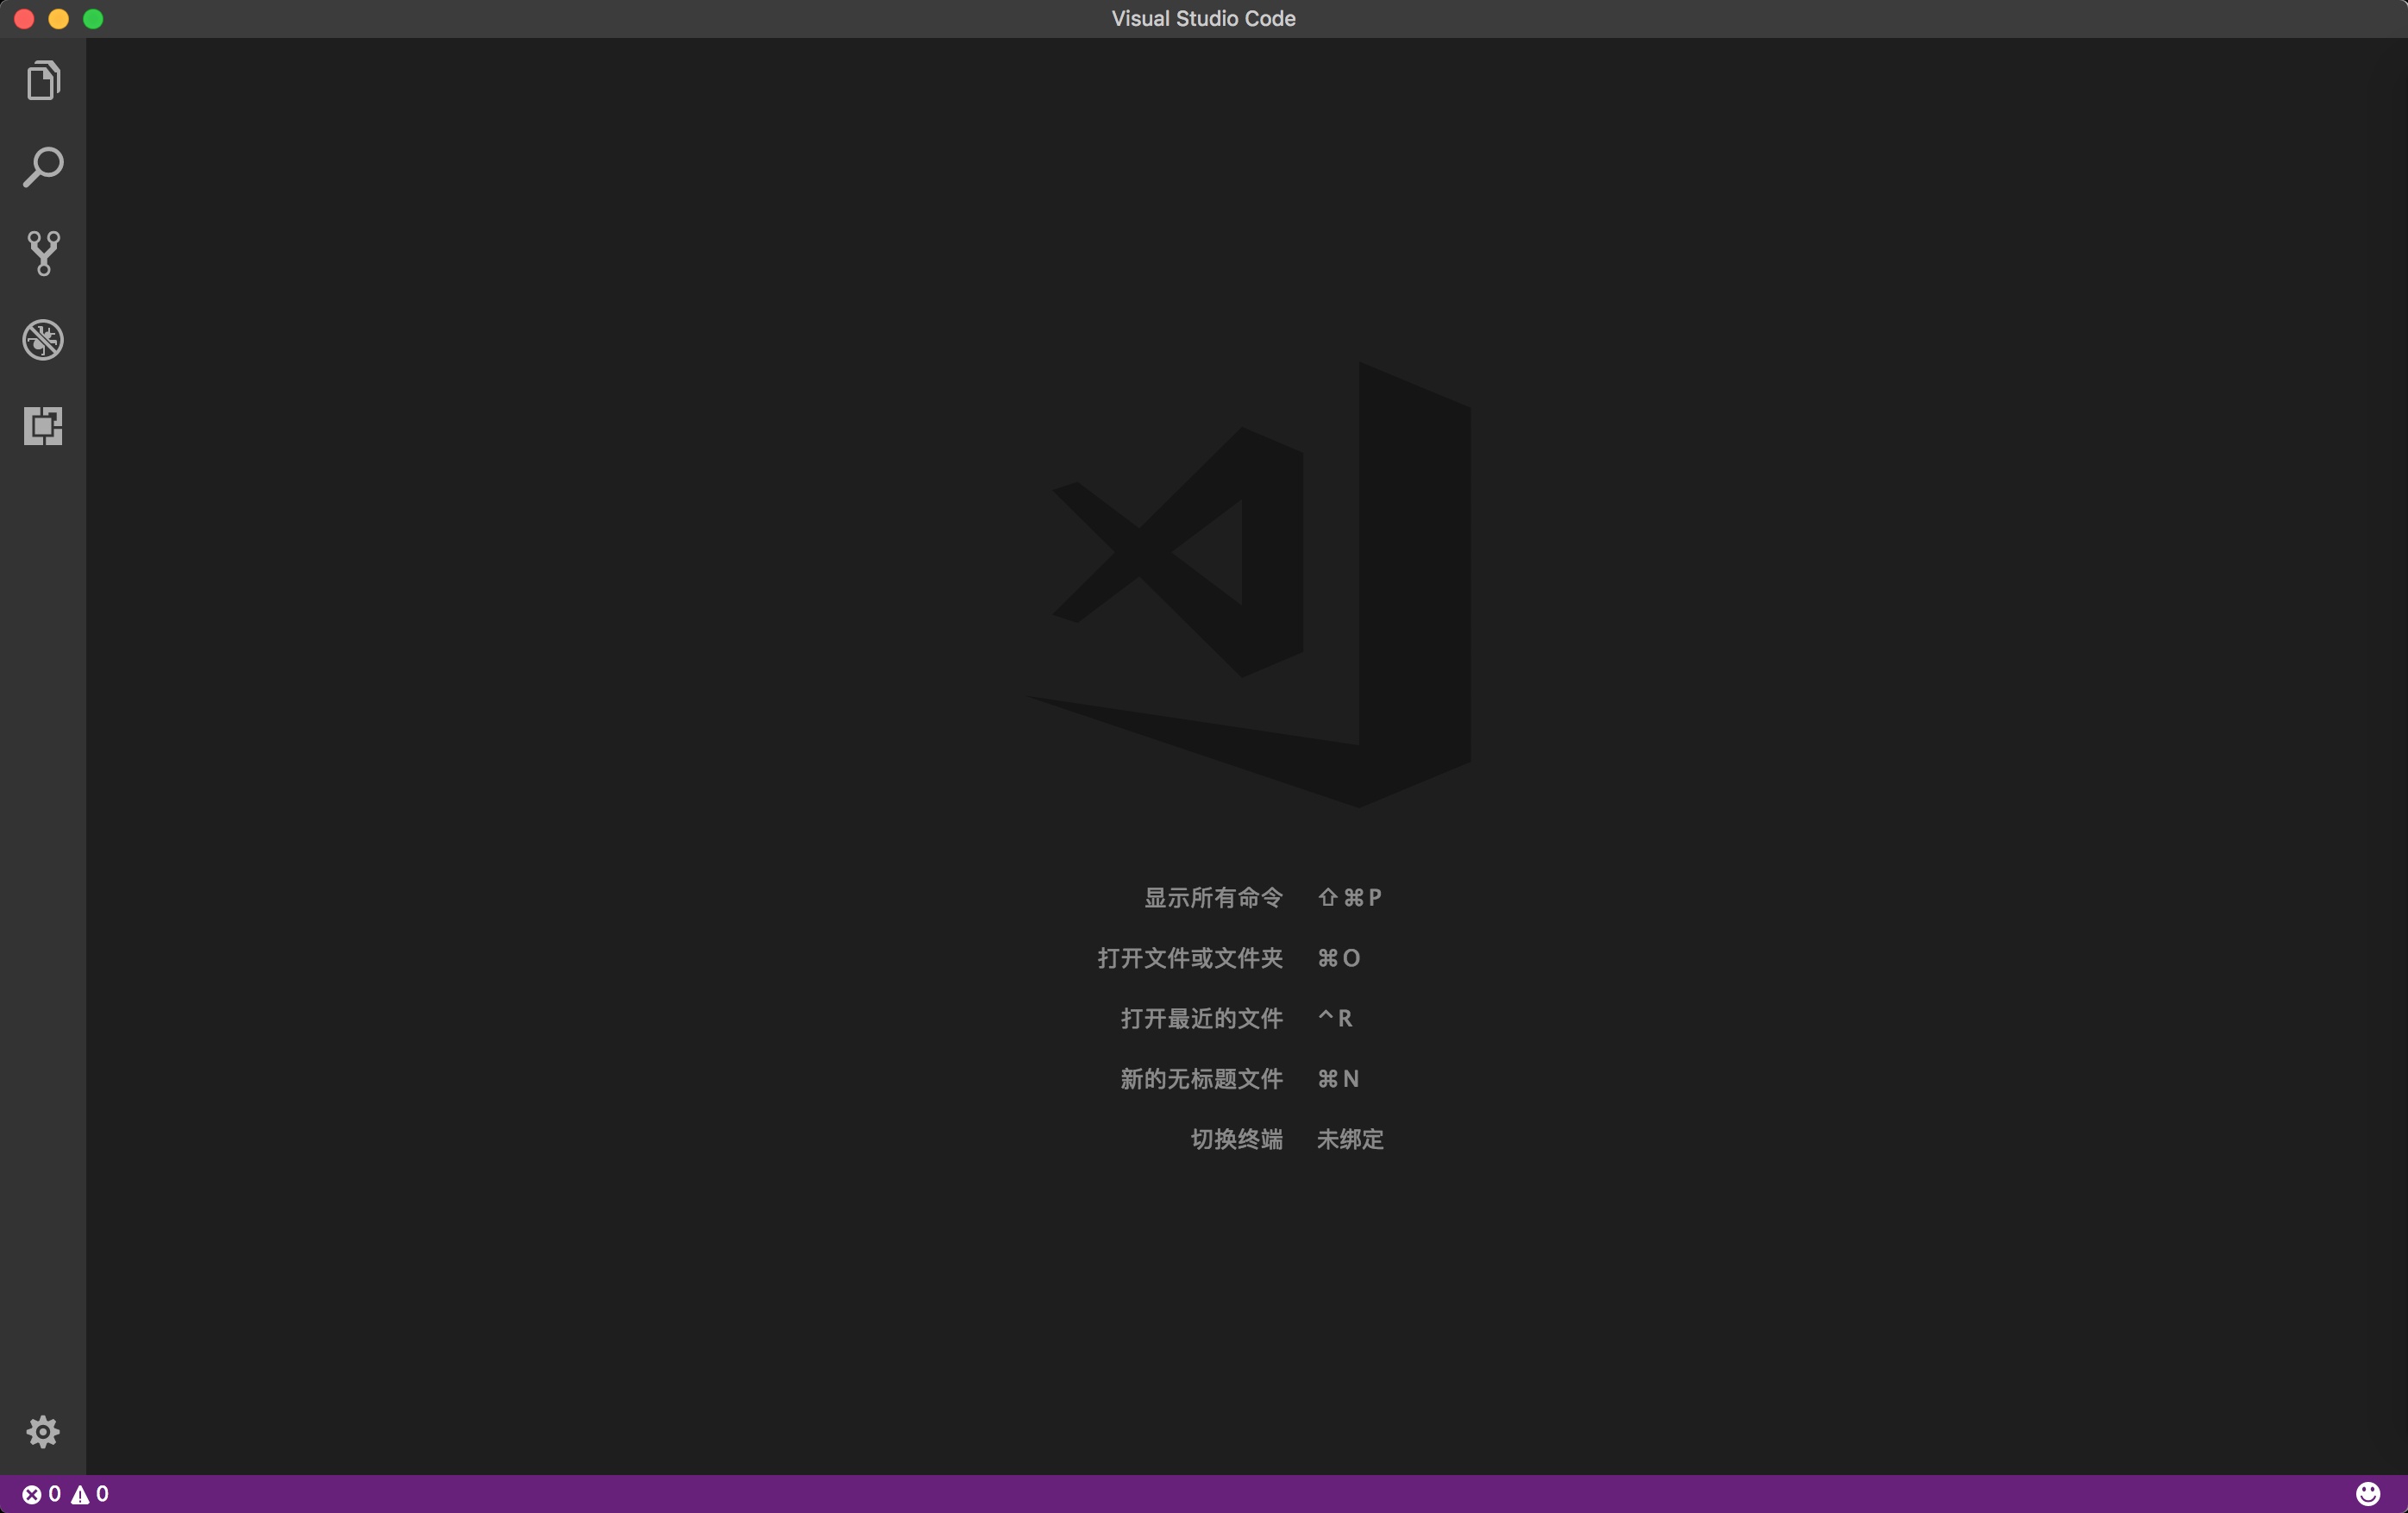 Visual Studio Code
显示所有命令 ⇧⌘P
打开文件或文件夹 ⌘O
打开最近的文件 ^R
新的无标题文件 ⌘N
切换终端 未绑定
0 0